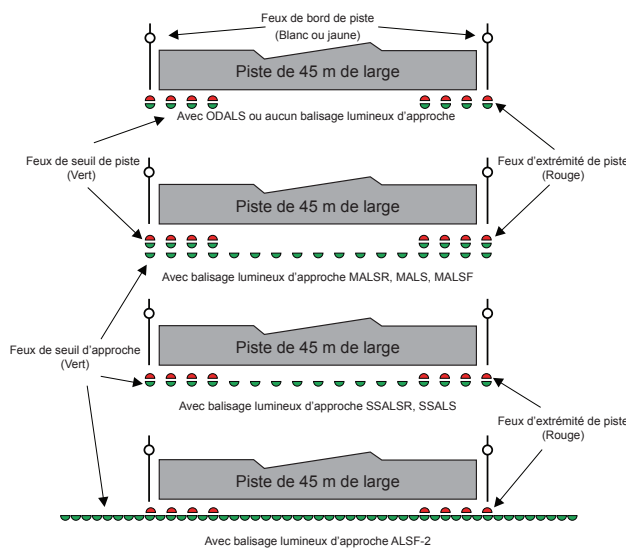 Feux de bord de piste
(Blanc ou jaune)
Piste de 45 m de large
Avec ODALS ou aucun balisage lumineux d'approche
Feux de seuil de piste
(Vert)
Feux d'extrémité de piste
(Rouge)
Piste de 45 m de large
Avec balisage lumineux d'approche MALSR, MALS, MALSF
Feux de seuil d'approche
(Vert)
Piste de 45 m de large
Avec balisage lumineux d'approche SSALSR, SSALS
Feux d'extrémité de piste
(Rouge)
Piste de 45 m de large
Avec balisage lumineux d'approche ALSF-2